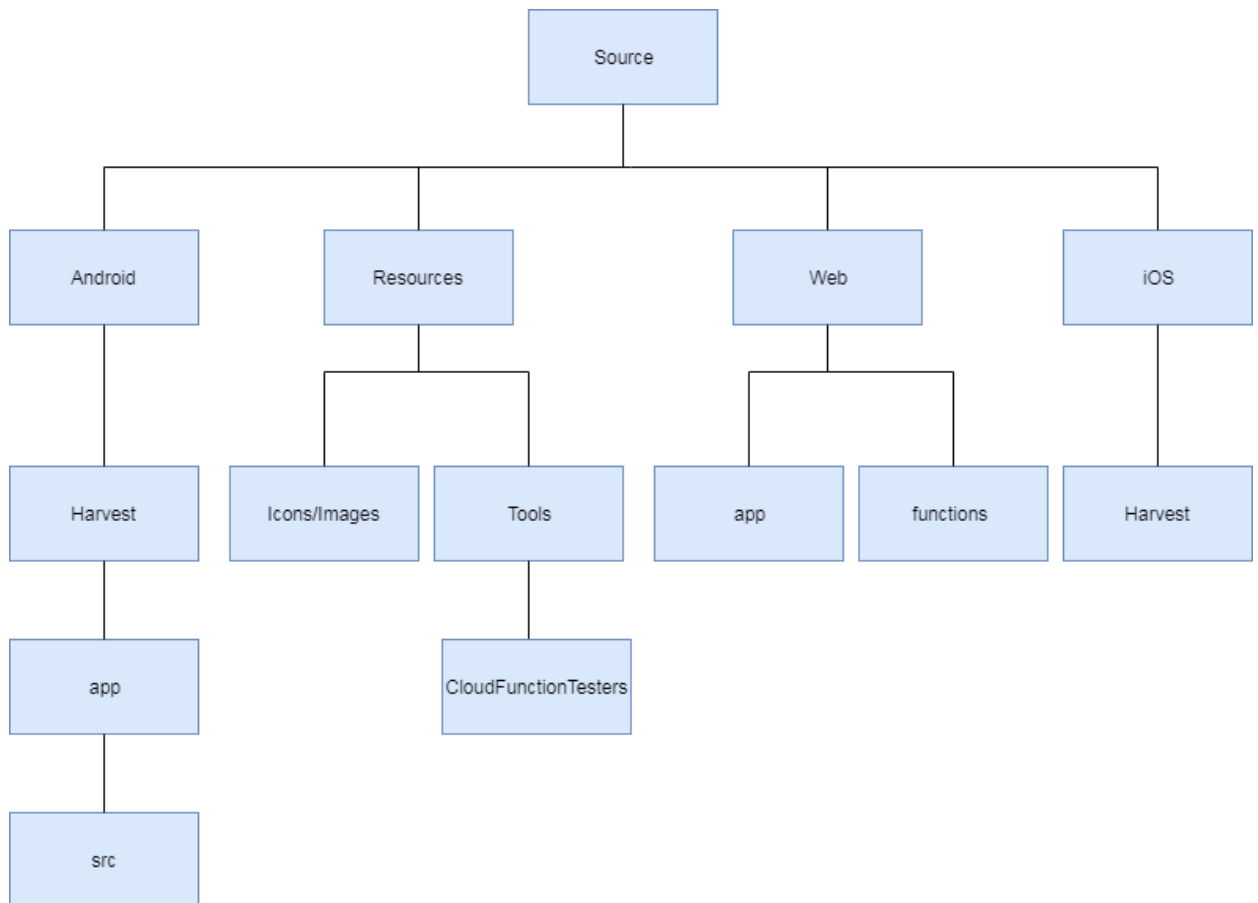 Source
Android
Resources
Web
iOS
Harvest
Icons/Images
Tools
app
functions
Harvest
app
CloudFunctionTesters
src